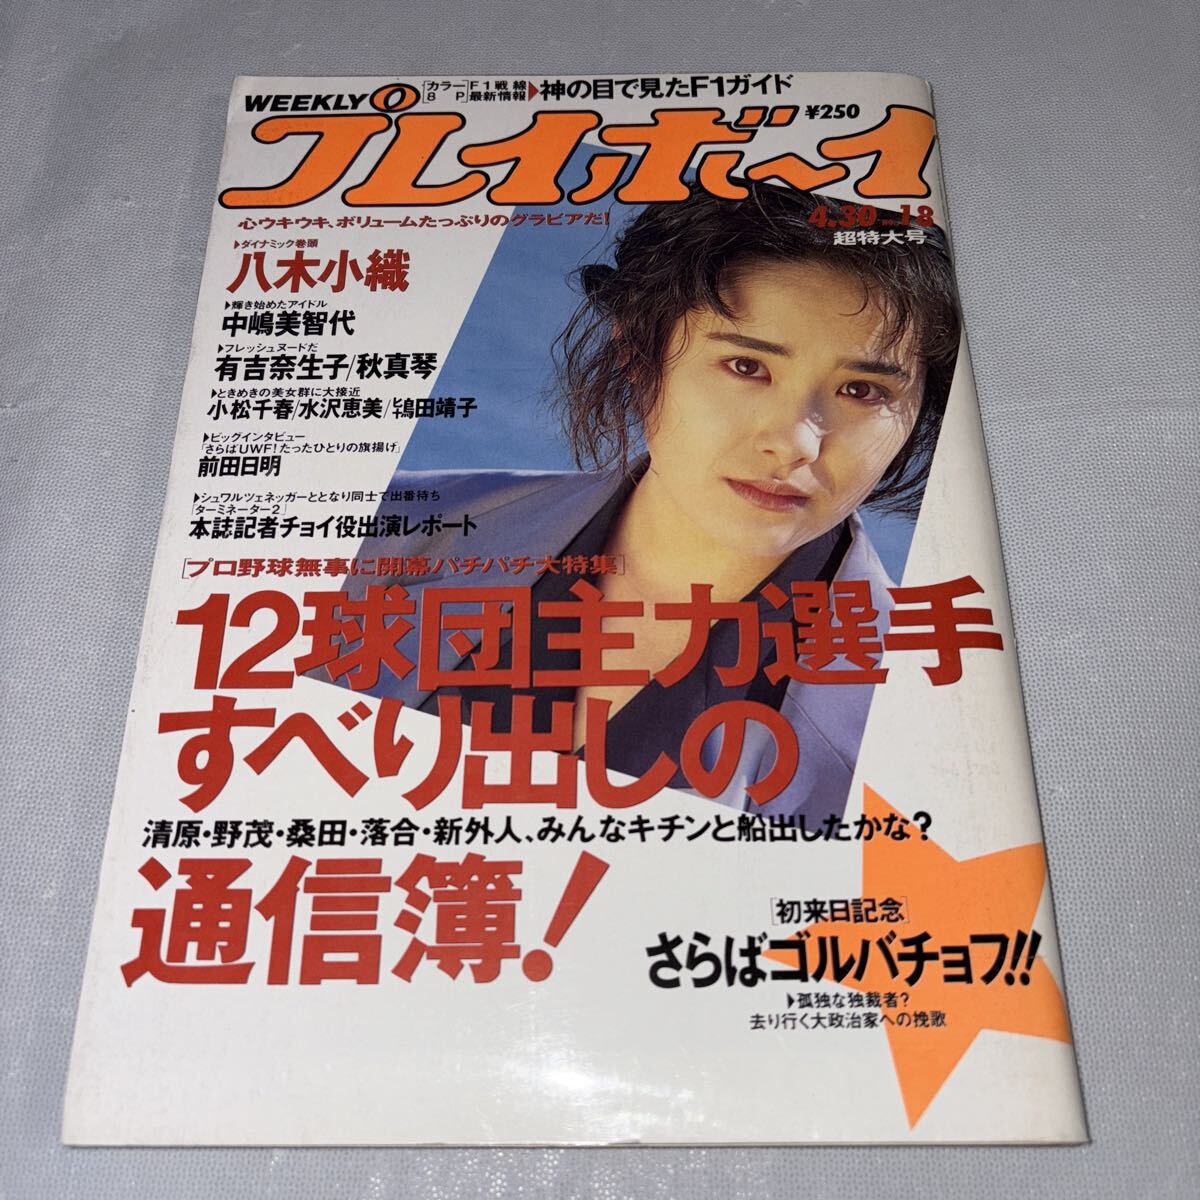 [カラー8P] F1戦線最新情報▶神の目で見たF1ガイド
WEEKLY
プレイボーイ
¥250
心ウキウキ、ボリュームたっぷりのグラビアだ!
4.30 NO.18
超特大号
▶ダイナミック巻頭
八木小織
▶輝き始めたアイドル
中嶋美智代
▶フレッシュヌードだ
有吉奈生子/秋真琴
▶ときめきの美女群に大接近
小松千春/水沢恵美/鴇田靖子
▶ビッグインタビュー
「さらばUWF!たったひとりの旗揚げ」
前田日明
▶シュワルツェネッガーととなり同士で出番待ち
[ターミネーター2]
本誌記者チョイ役出演レポート
[プロ野球無事に開幕パチパチ大特集]
12球団主力選手
すべり出しの
清原・野茂・桑田・落合・新外人、みんなキチンと船出したかな?
通信簿!
[初来日記念]
さらばゴルバチョフ!!
▶孤独な独裁者?
去り行く大政治家への挽歌